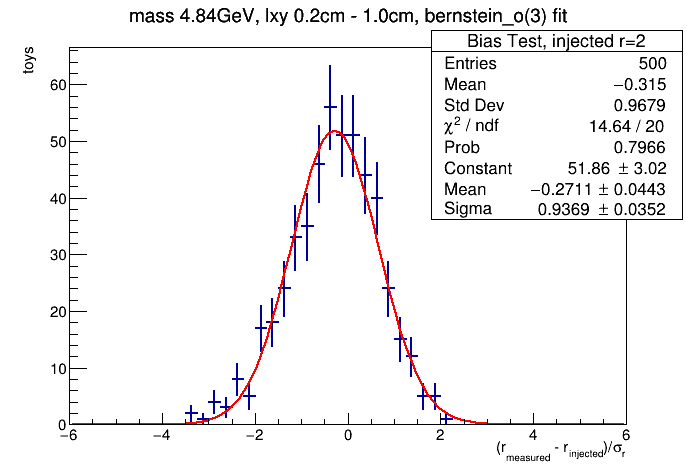 mass 4.84GeV, lxy 0.2cm - 1.0cm, bernstein_o(3) fit
toys
Bias Test, injected r=2
Entries 500
Mean −0.315
Std Dev 0.9679
χ² / ndf 14.64 / 20
Prob 0.7966
Constant 51.86 ± 3.02
Mean −0.2711 ± 0.0443
Sigma 0.9369 ± 0.0352
60
50
40
30
20
10
0
−6 −4 −2 0 2 4 6
(r_measured - r_injected)/σ_r